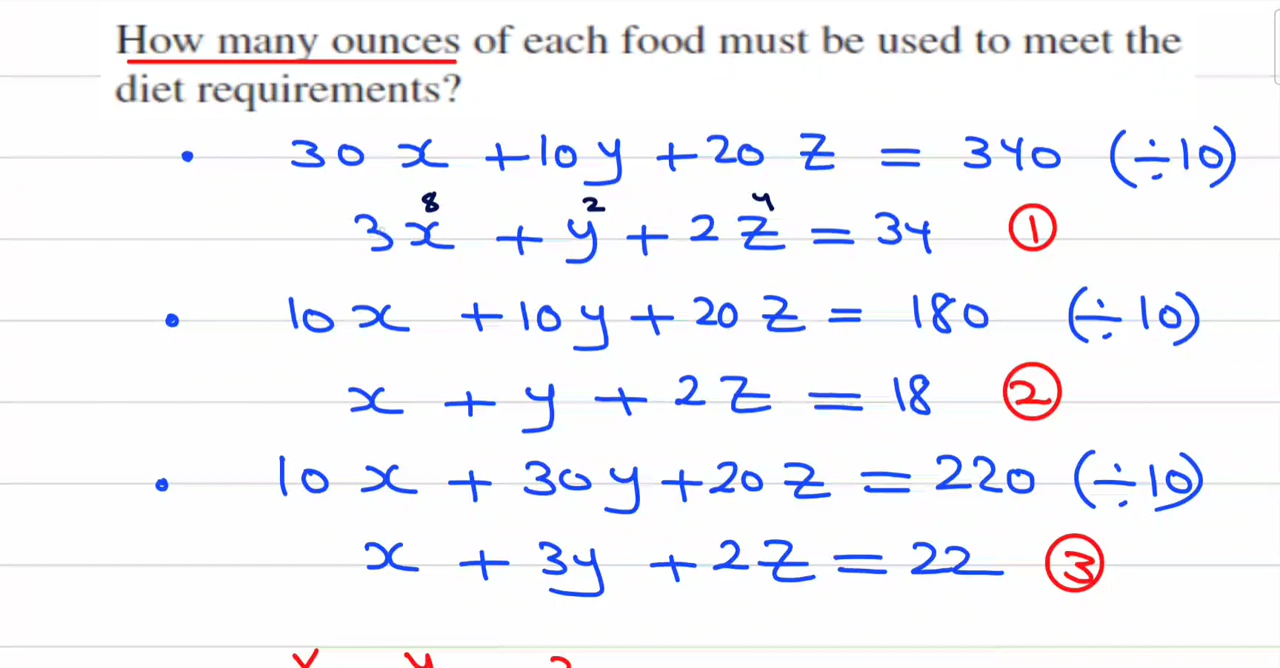 How many ounces of each food must be used to meet the
diet requirements?
• 30x + 10y + 20z = 340 (÷10)
8 2 4
3x + y + 2z = 34 ①
• 10x + 10y + 20z = 180 (÷10)
x + y + 2z = 18 ②
• 10x + 30y + 20z = 220 (÷10)
x + 3y + 2z = 22 ③